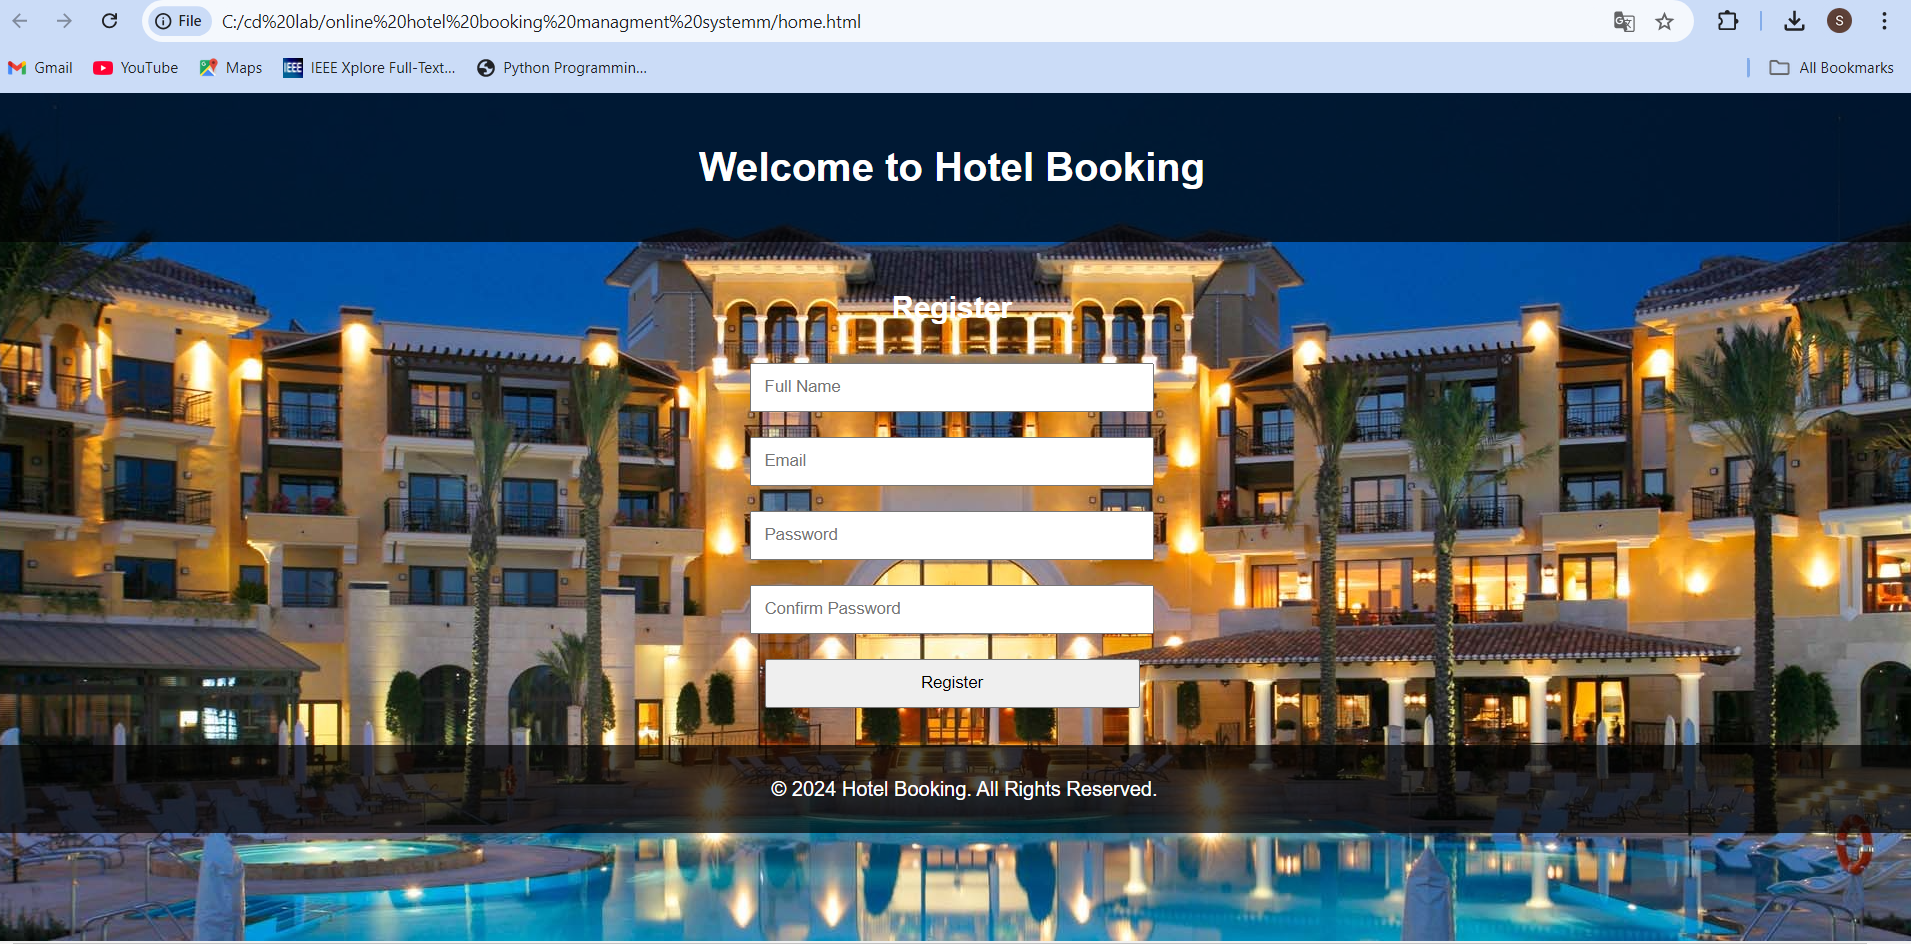 File C:/cd%20lab/online%20hotel%20booking%20managment%20systemm/home.html S
Gmail YouTube Maps IEEE IEEE Xplore Full-Text... Python Programmin... All Bookmarks
Welcome to Hotel Booking
Register
Full Name
Email
Password
Confirm Password
Register
© 2024 Hotel Booking. All Rights Reserved.